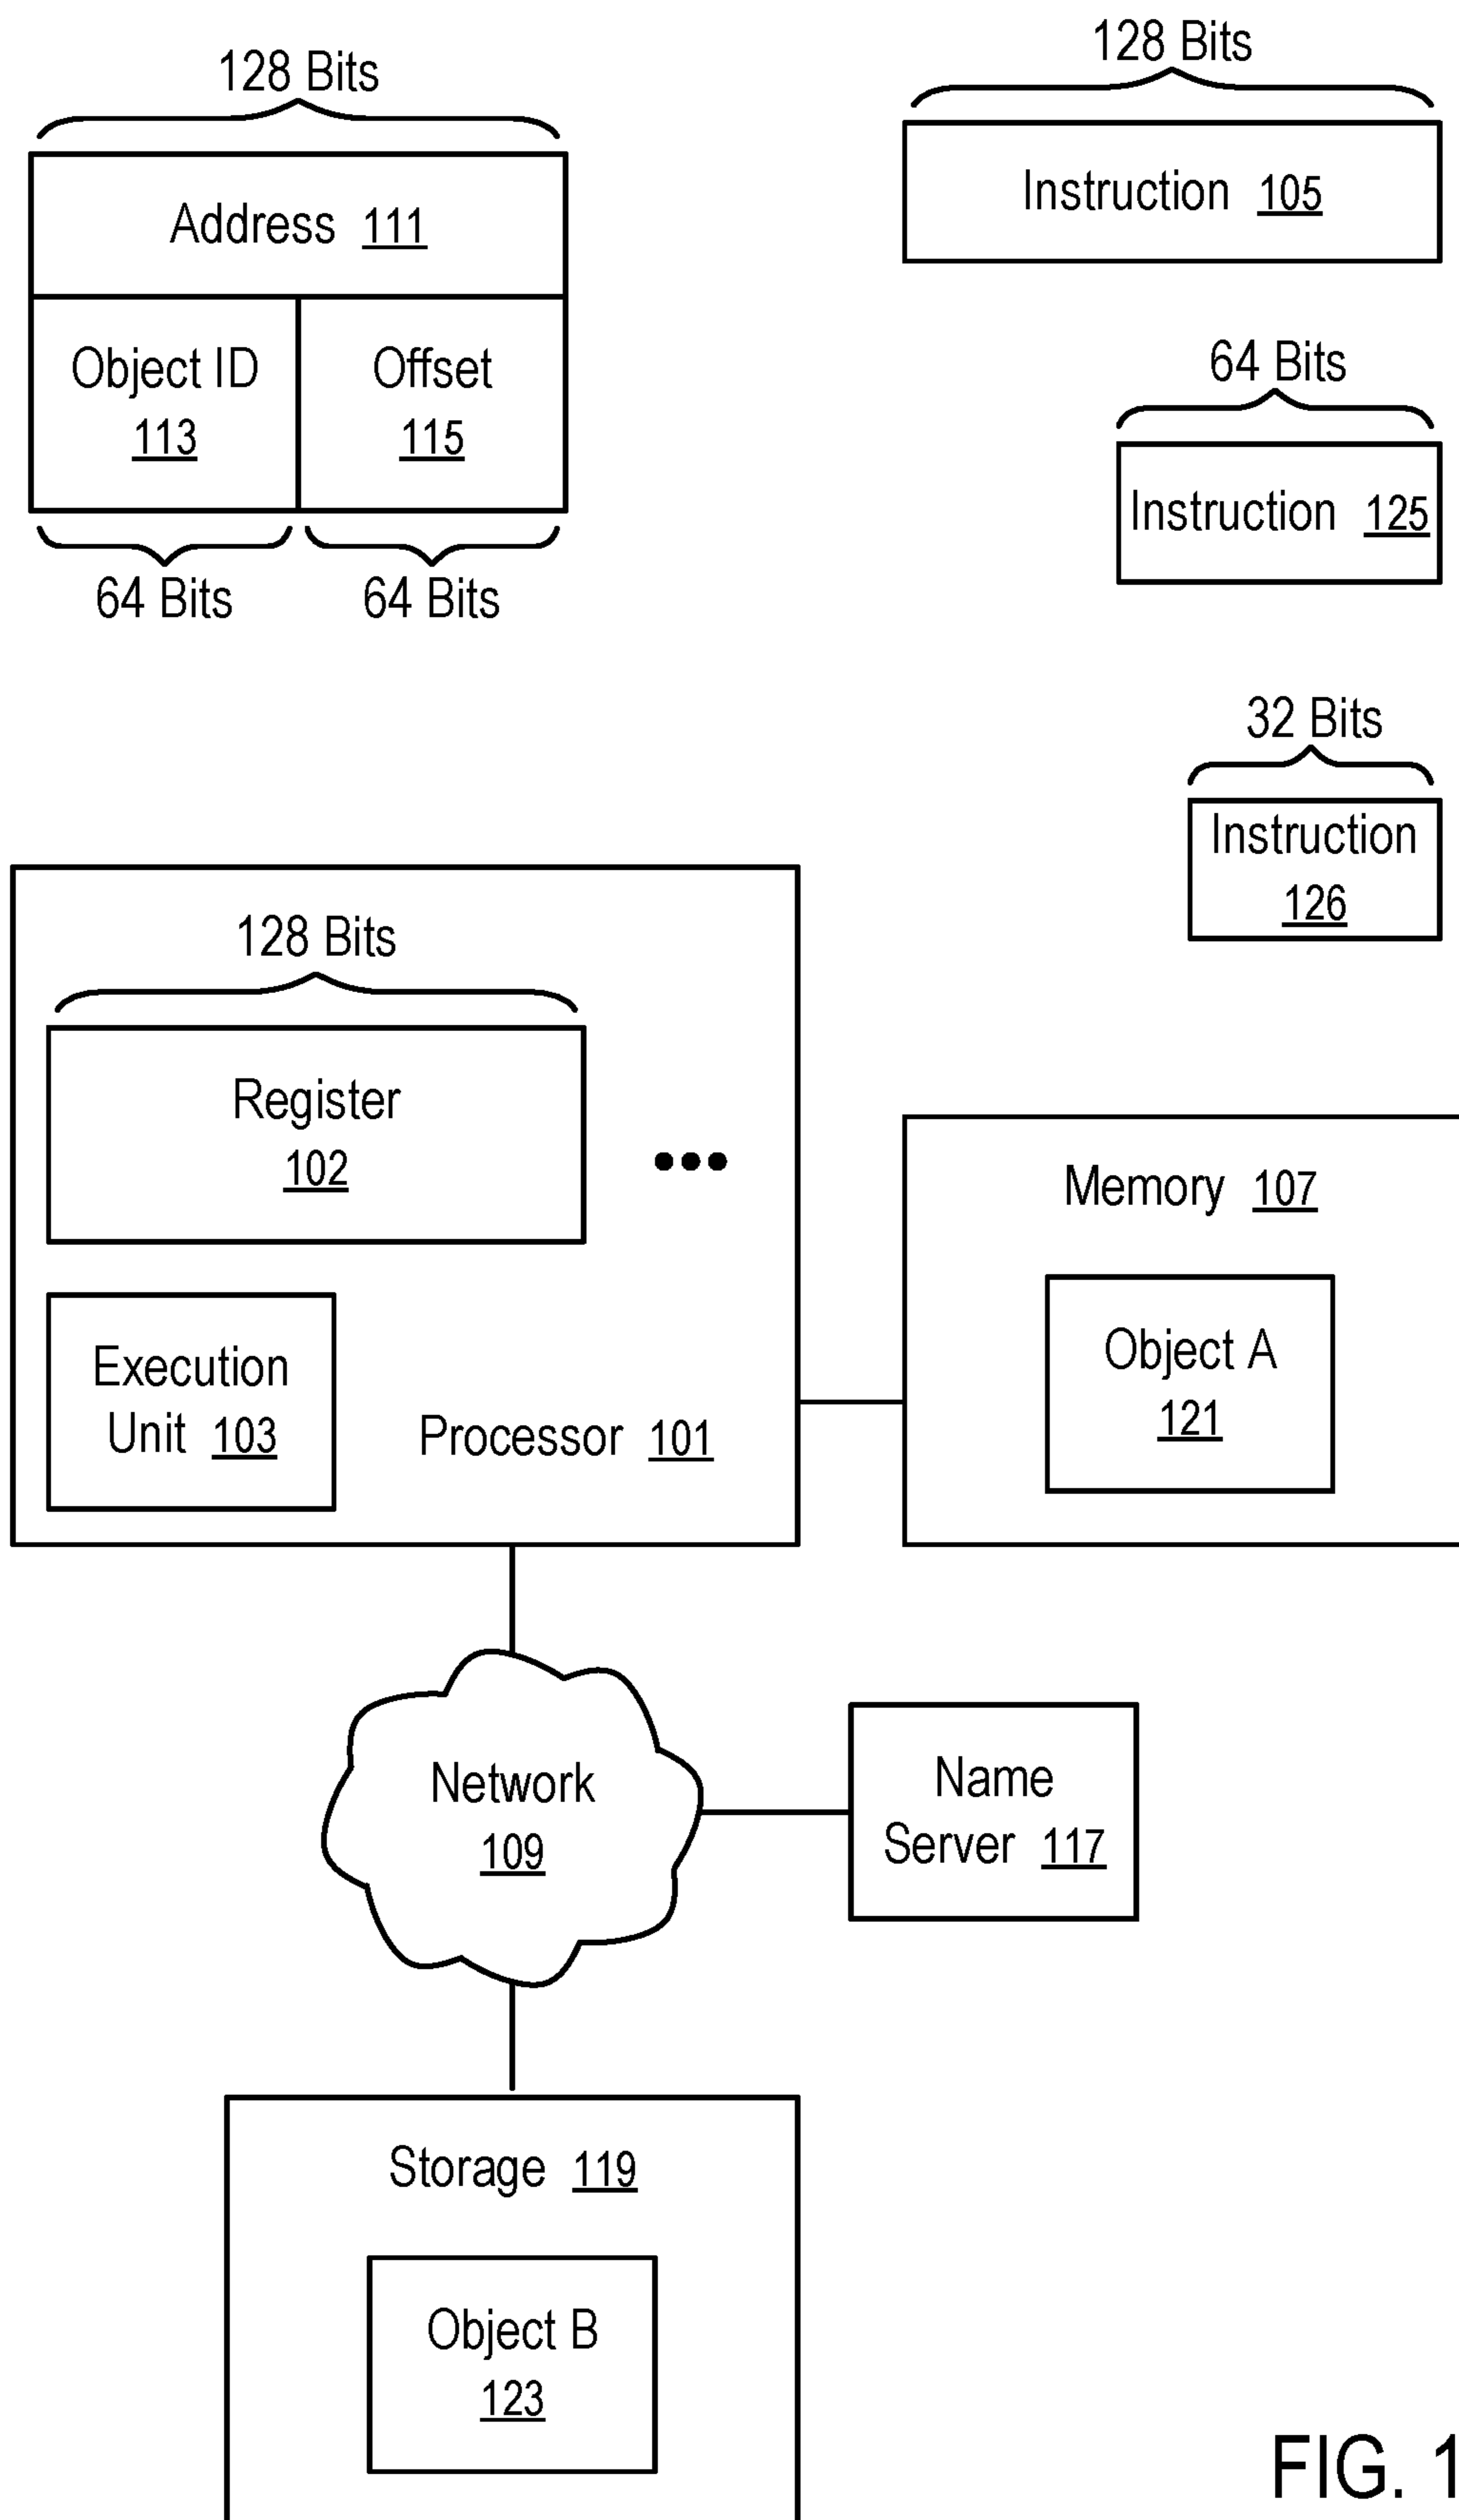 128 Bits
Address 111
Object ID
113
Offset
115
64 Bits
64 Bits
128 Bits
Instruction 105
64 Bits
Instruction 125
32 Bits
Instruction
126
128 Bits
Register
102
Execution
Unit 103
Processor 101
Memory 107
Object A
121
Network
109
Name
Server 117
Storage 119
Object B
123
FIG. 1